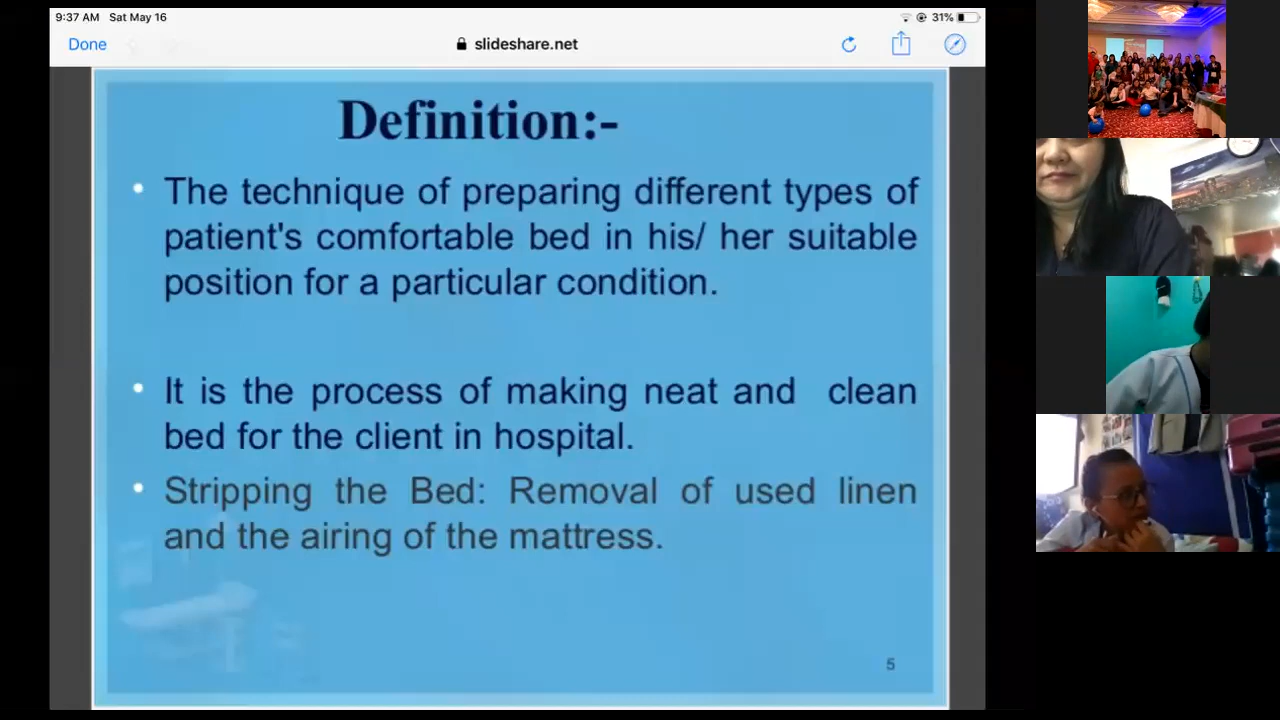 9:37 AM Sat May 16
31%
Done
slideshare.net
Definition:-
• The technique of preparing different types of
patient's comfortable bed in his/ her suitable
position for a particular condition.
• It is the process of making neat and clean
bed for the client in hospital.
• Stripping the Bed: Removal of used linen
and the airing of the mattress.
5